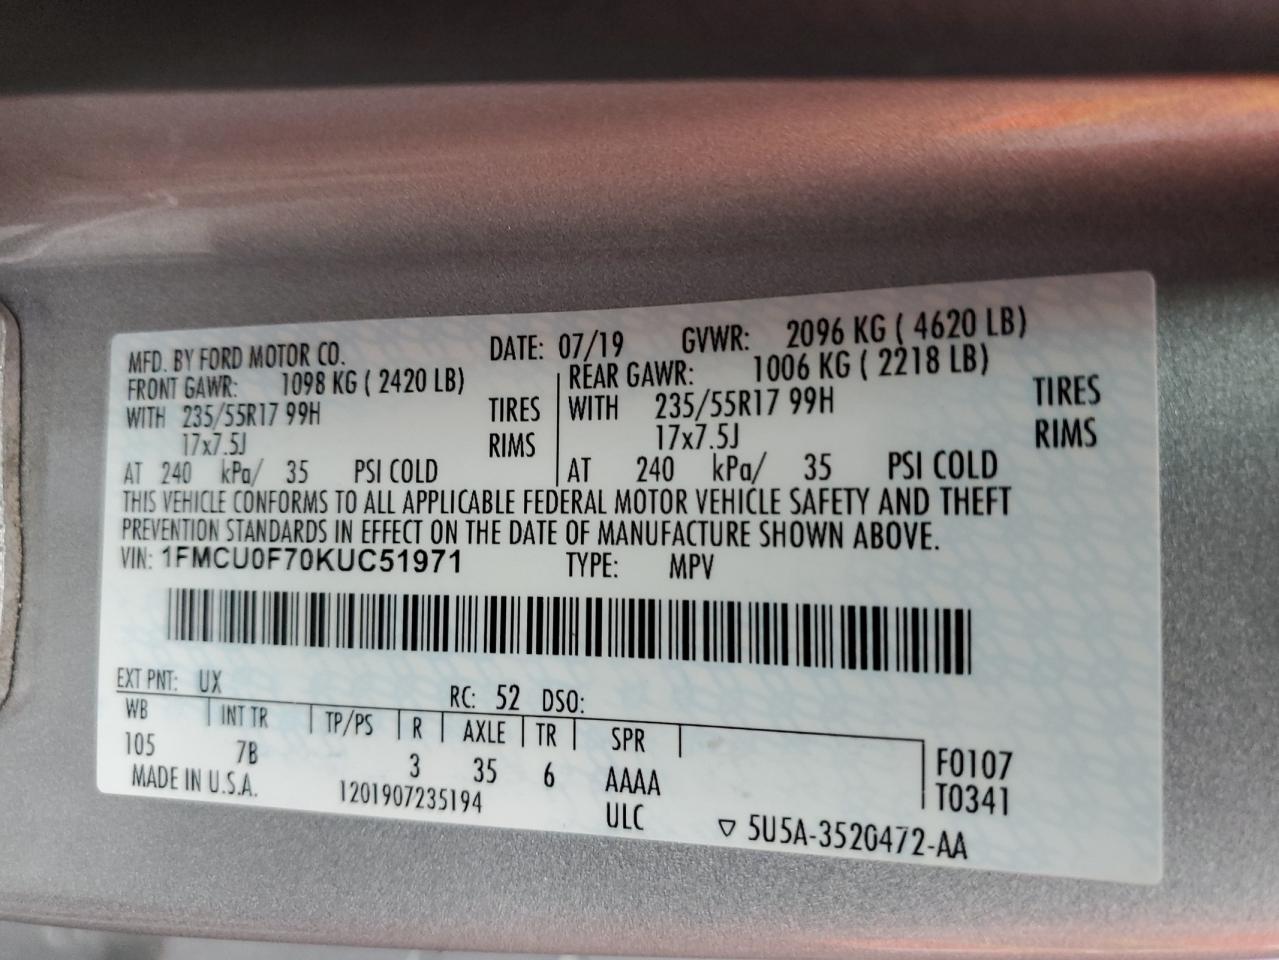 MFD. BY FORD MOTOR CO. DATE: 07/19 GVWR: 2096 KG ( 4620 LB)
FRONT GAWR: 1098 KG ( 2420 LB) REAR GAWR: 1006 KG ( 2218 LB)
WITH 235/55R17 99H TIRES WITH 235/55R17 99H TIRES
17x7.5J RIMS 17x7.5J RIMS
AT 240 kPa/ 35 PSI COLD AT 240 kPa/ 35 PSI COLD
THIS VEHICLE CONFORMS TO ALL APPLICABLE FEDERAL MOTOR VEHICLE SAFETY AND THEFT
PREVENTION STANDARDS IN EFFECT ON THE DATE OF MANUFACTURE SHOWN ABOVE.
VIN: 1FMCU0F70KUC51971 TYPE: MPV
EXT PNT: UX RC: 52 DSO:
WB INT TR TP/PS R AXLE TR SPR
105 7B 3 35 6 AAAA F0107
MADE IN U.S.A. 1201907235194 ULC T0341
▽ 5U5A-3520472-AA